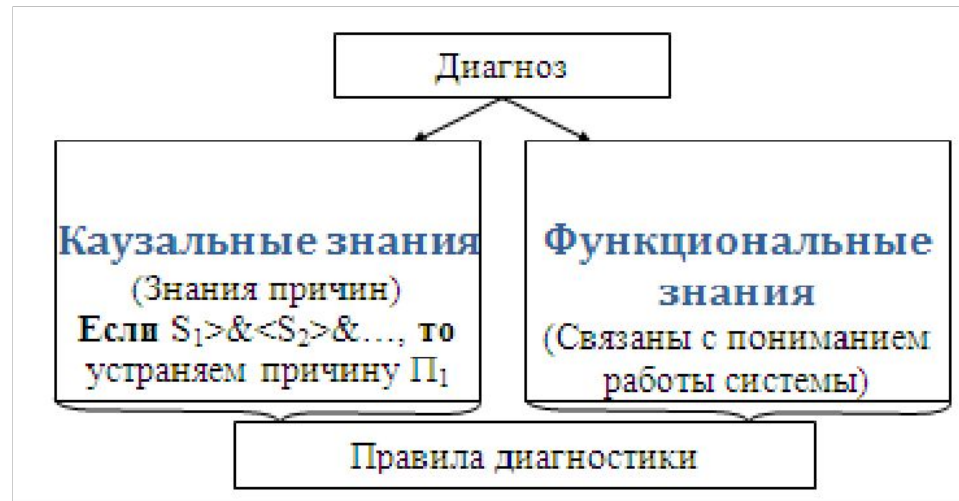 Диагноз
Каузальные знания
(Знания причин)
Если S₁>&<S₂>&..., то
устраняем причину П₁
Функциональные
знания
(Связаны с пониманием
работы системы)
Правила диагностики